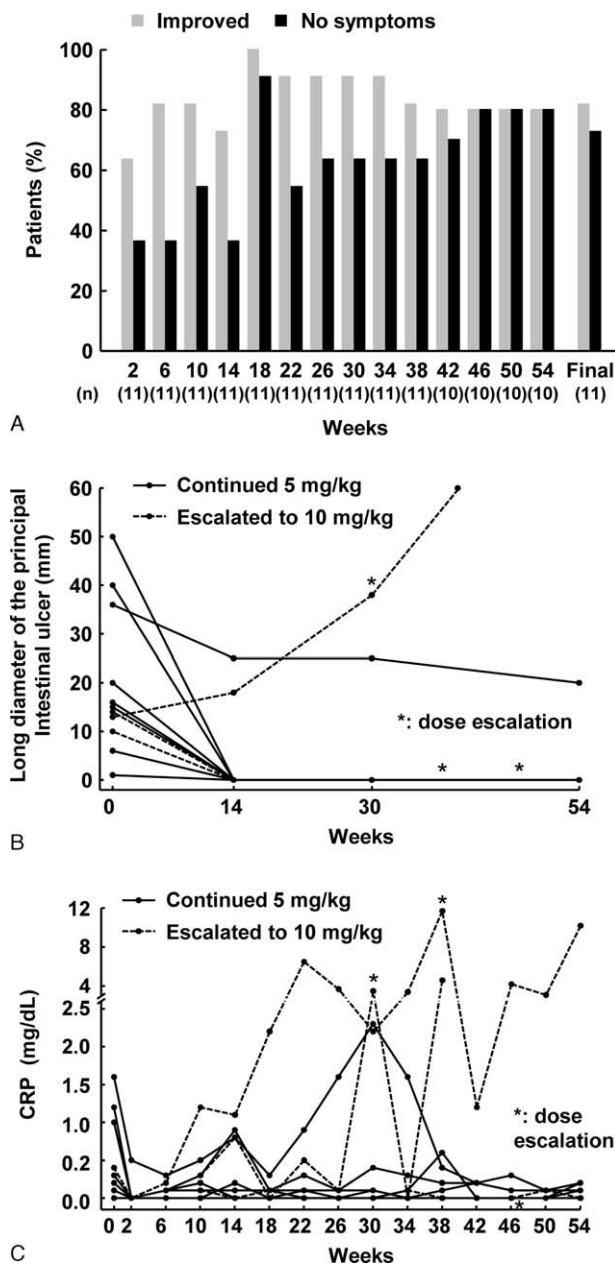 Improved No symptoms
100
80
60
40
20
0
Patients (%)
2 6 10 14 18 22 26 30 34 38 42 46 50 54 Final
(n) (11)(11)(11)(11)(11)(11)(11)(11)(11)(11)(10)(10)(10)(10) (11)
Weeks
A
Continued 5 mg/kg
Escalated to 10 mg/kg
60
50
40
30
20
10
0
Long diameter of the principal
Intestinal ulcer (mm)
*
*: dose escalation
* *
0 14 30 54
Weeks
B
Continued 5 mg/kg
Escalated to 10 mg/kg
12
8
4
2.5
2.0
1.5
1.0
0.2
0.0
CRP (mg/dL)
*
*
*: dose
escalation
*
0 2 6 10 14 18 22 26 30 34 38 42 46 50 54
Weeks
C